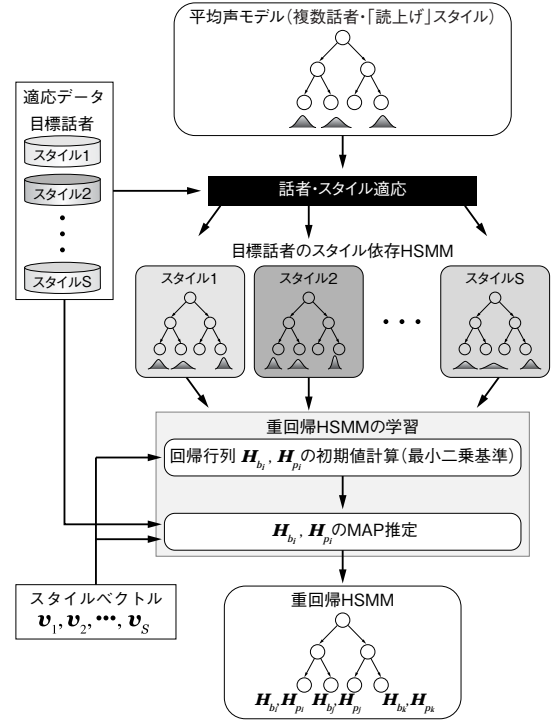 平均声モデル(複数話者・「読上げ」スタイル)
適応データ
目標話者
スタイル1
スタイル2
スタイルS
話者・スタイル適応
目標話者のスタイル依存HSMM
スタイル1
スタイル2
・・・
スタイルS
重回帰HSMMの学習
回帰行列 H_{b_i}, H_{p_i}の初期値計算(最小二乗基準)
H_{b_i}, H_{p_i}のMAP推定
スタイルベクトル
v_1, v_2, ・・・, v_S
重回帰HSMM
H_{b_i}, H_{p_i} H_{b_j}, H_{p_j} H_{b_k}, H_{p_k}